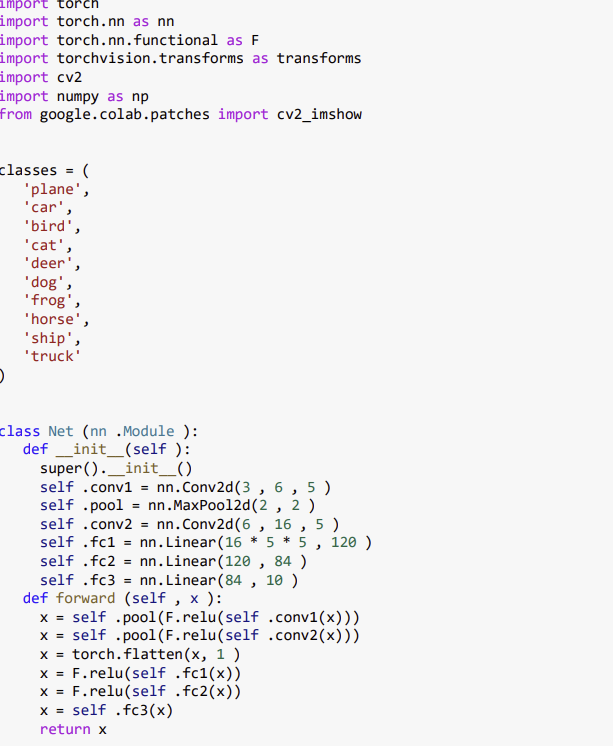 import torch
import torch.nn as nn
import torch.nn.functional as F
import torchvision.transforms as transforms
import cv2
import numpy as np
from google.colab.patches import cv2_imshow
classes = (
'plane',
'car',
'bird',
'cat',
'deer',
'dog',
'frog',
'horse',
'ship',
'truck'
)
class Net (nn .Module ):
def __init__(self ):
super().__init__()
self .conv1 = nn.Conv2d(3 , 6 , 5 )
self .pool = nn.MaxPool2d(2 , 2 )
self .conv2 = nn.Conv2d(6 , 16 , 5 )
self .fc1 = nn.Linear(16 * 5 * 5 , 120 )
self .fc2 = nn.Linear(120 , 84 )
self .fc3 = nn.Linear(84 , 10 )
def forward (self , x ):
x = self .pool(F.relu(self .conv1(x)))
x = self .pool(F.relu(self .conv2(x)))
x = torch.flatten(x, 1 )
x = F.relu(self .fc1(x))
x = F.relu(self .fc2(x))
x = self .fc3(x)
return x